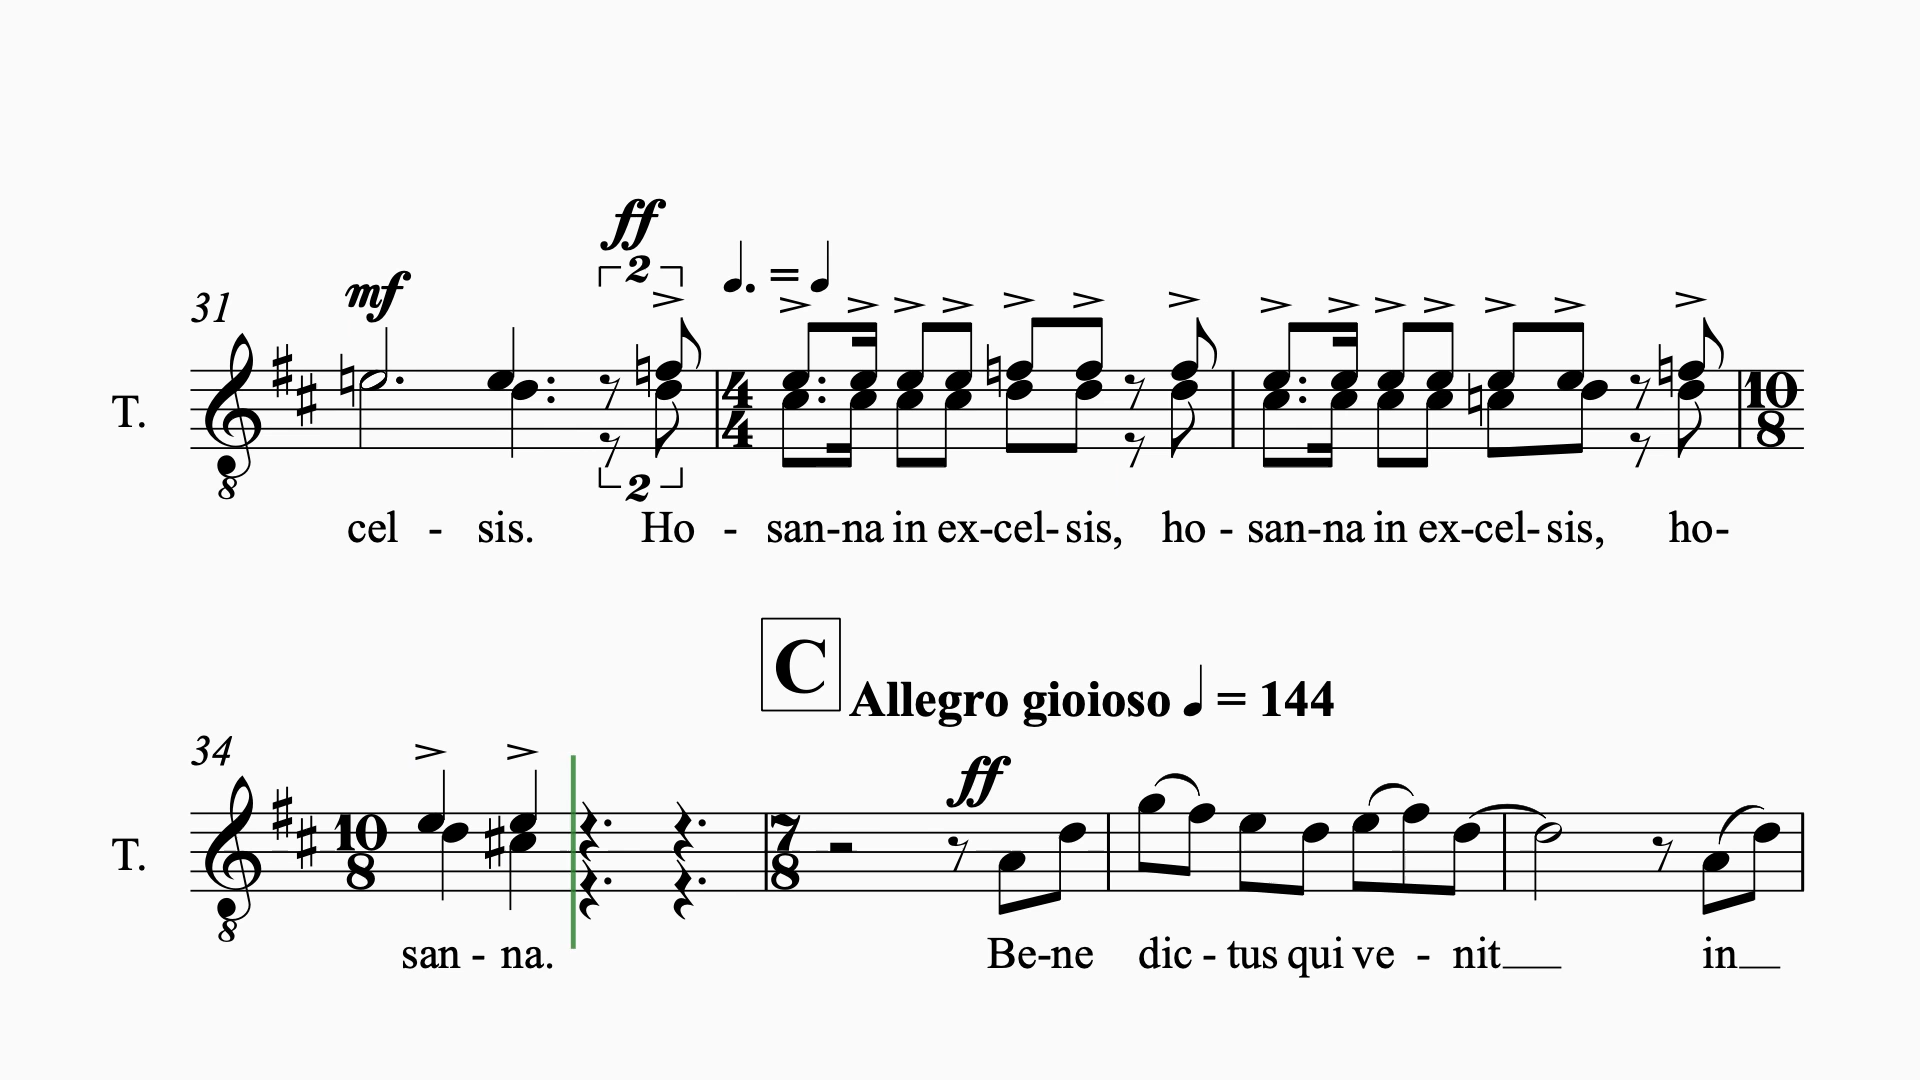 ff
2
mf
31
♩. = ♩
T.
4
4
10
8
8
2
cel - sis. Ho - san-na in ex-cel-sis, ho - san-na in ex-cel-sis, ho-
C
Allegro gioioso ♩ = 144
34
ff
T.
10
8
7
8
8
san - na. Be-ne dic - tus qui ve - nit in